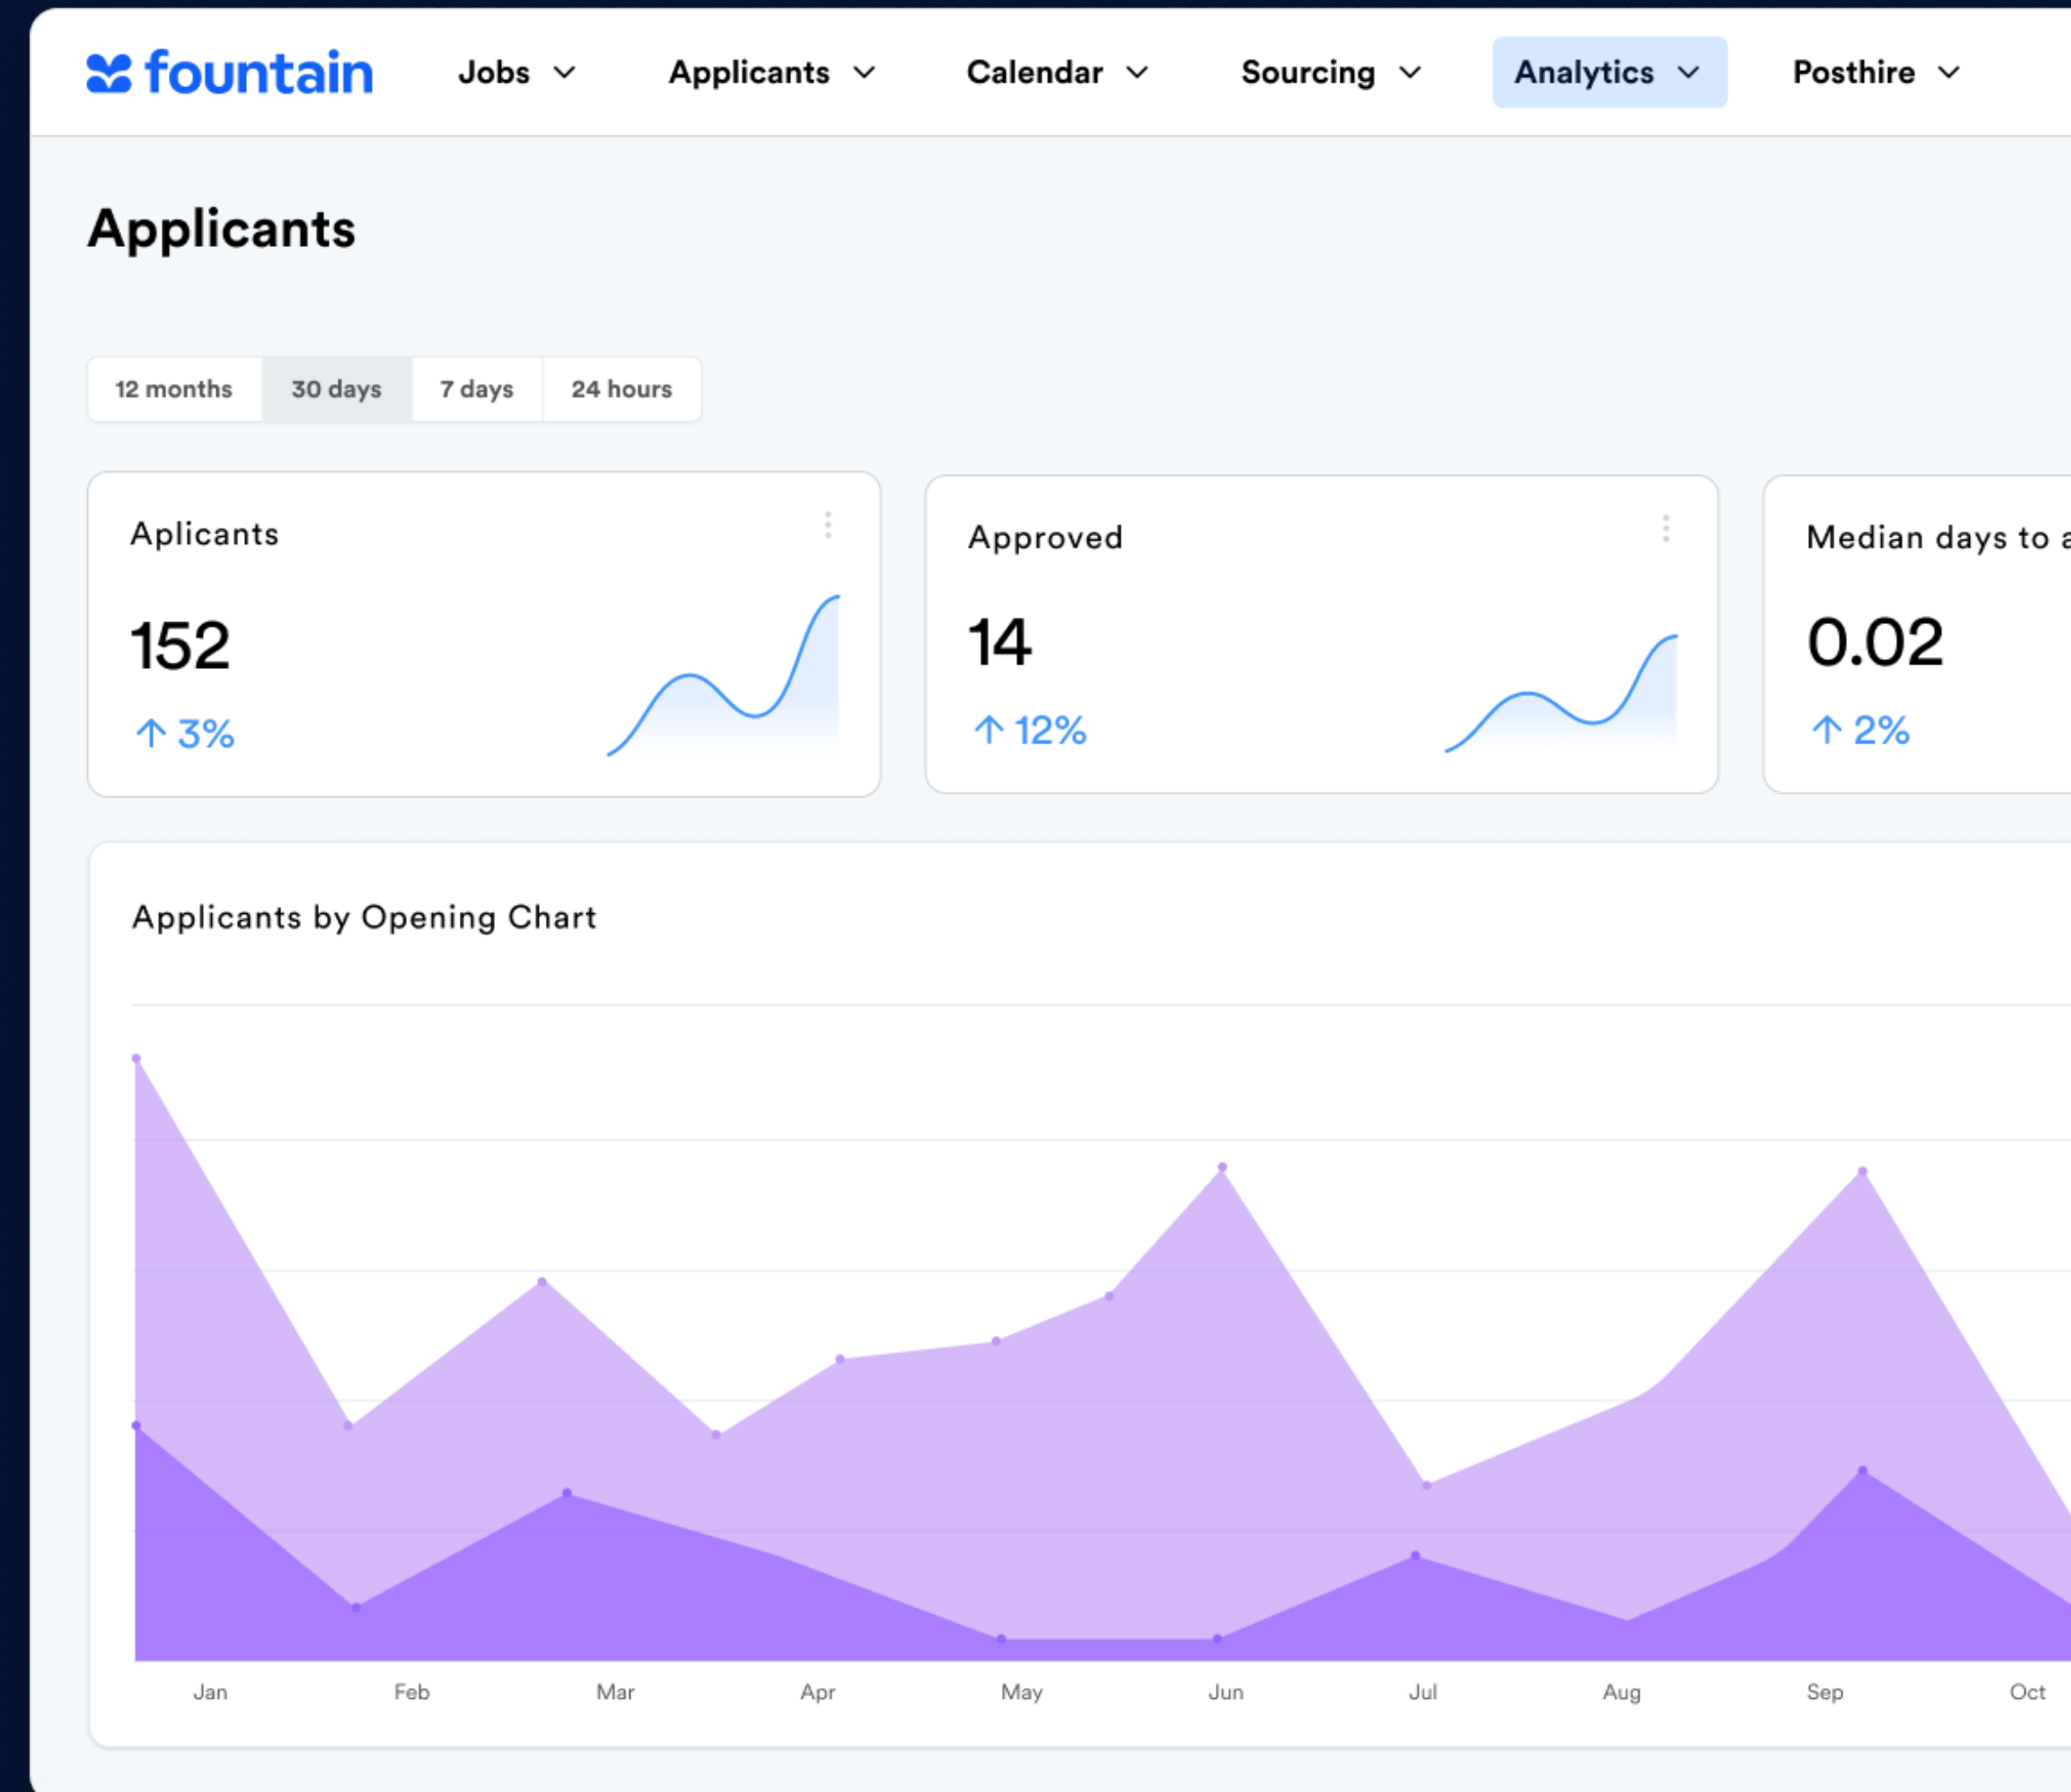 fountain Jobs Applicants Calendar Sourcing Analytics Posthire
Applicants
12 months 30 days 7 days 24 hours
Aplicants
152
↑ 3%
Approved
14
↑ 12%
Median days to
0.02
↑ 2%
Applicants by Opening Chart
Jan Feb Mar Apr May Jun Jul Aug Sep Oct